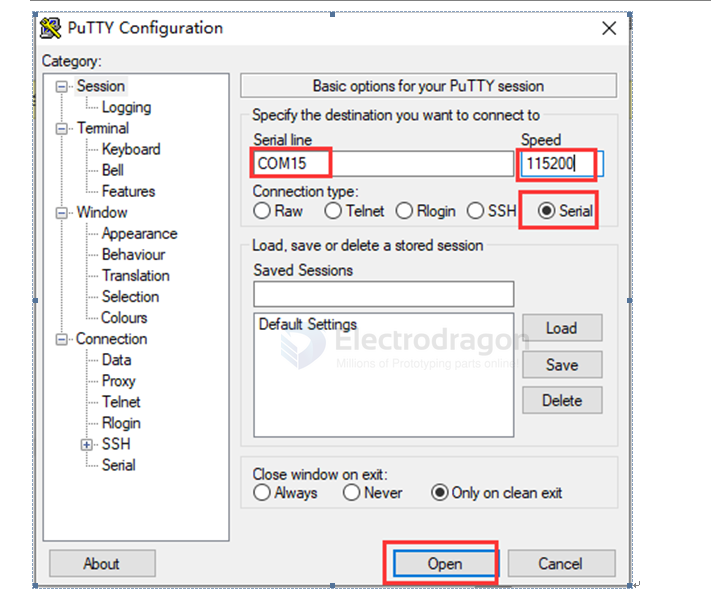 PuTTY Configuration
Category:
Session
Logging
Terminal
Keyboard
Bell
Features
Window
Appearance
Behaviour
Translation
Selection
Colours
Connection
Data
Proxy
Telnet
Rlogin
SSH
Serial
Basic options for your PuTTY session
Specify the destination you want to connect to
Serial line Speed
COM15 115200
Connection type:
Raw Telnet Rlogin SSH Serial
Load, save or delete a stored session
Saved Sessions
Default Settings
Electrodragon
Millions of Prototyping parts online
Load
Save
Delete
Close window on exit:
Always Never Only on clean exit
About Open Cancel